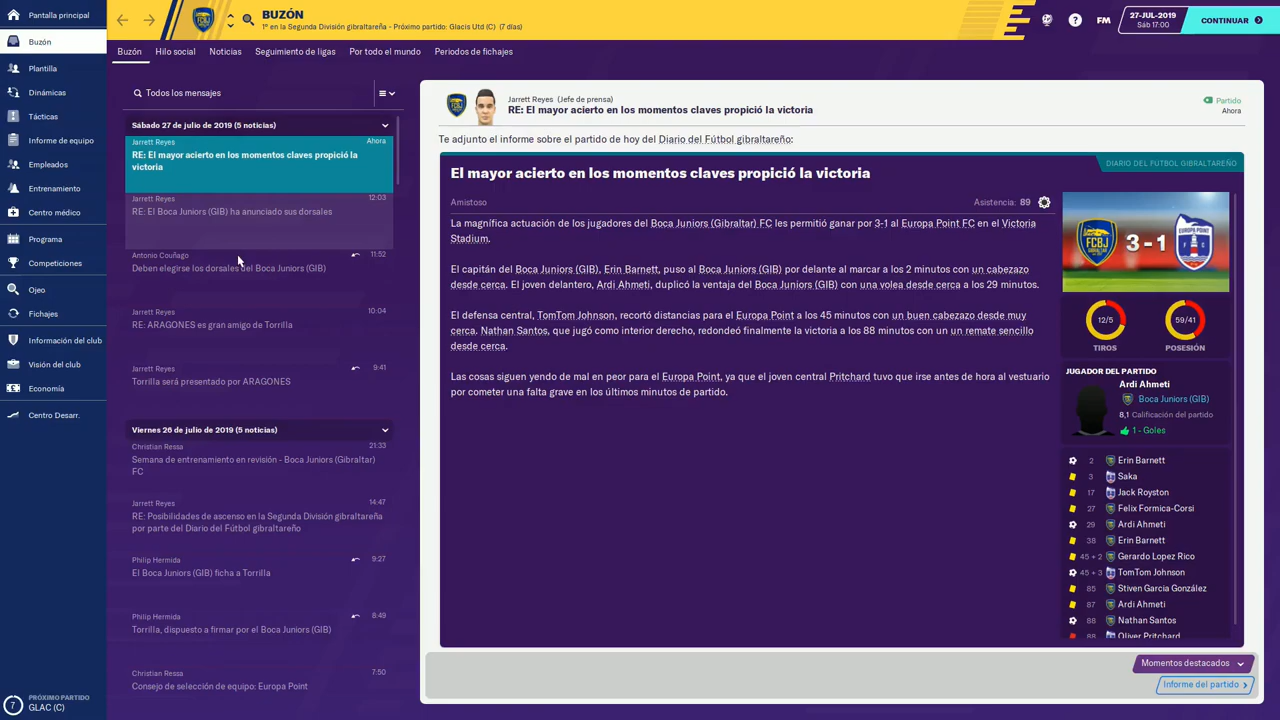 Pantalla principal
Buzón
Plantilla
Dinámicas
Tácticas
Informe de equipo
Empleados
Entrenamiento
Centro médico
Programa
Competiciones
Ojeo
Fichajes
Información del club
Visión del club
Economía
Centro Desarr.
7
PRÓXIMO PARTIDO
GLAC (C)
BUZÓN
1º en la Segunda División gibraltareña - Próximo partido: Glacis Utd (C) (7 días)
FM
27-JUL-2019
Sáb 17:00
CONTINUAR
Buzón
Hilo social
Noticias
Seguimiento de ligas
Por todo el mundo
Periodos de fichajes
Todos los mensajes
Sábado 27 de julio de 2019 (5 noticias)
Jarrett Reyes Ahora
RE: El mayor acierto en los momentos claves propició la
victoria
Jarrett Reyes 12:03
RE: El Boca Juniors (GIB) ha anunciado sus dorsales
Antonio Couñago 11:52
Deben elegirse los dorsales del Boca Juniors (GIB)
Jarrett Reyes 10:04
RE: ARAGONES es gran amigo de Torrilla
Jarrett Reyes 9:41
Torrilla será presentado por ARAGONES
Viernes 26 de julio de 2019 (5 noticias)
Christian Ressa 21:33
Semana de entrenamiento en revisión - Boca Juniors (Gibraltar)
FC
Jarrett Reyes 14:47
RE: Posibilidades de ascenso en la Segunda División gibraltareña
por parte del Diario del Fútbol gibraltareño
Philip Hermida 9:27
El Boca Juniors (GIB) ficha a Torrilla
Philip Hermida 8:49
Torrilla, dispuesto a firmar por el Boca Juniors (GIB)
Christian Ressa 7:50
Consejo de selección de equipo: Europa Point
Jarrett Reyes (Jefe de prensa)
RE: El mayor acierto en los momentos claves propició la victoria
Partido
Ahora
Te adjunto el informe sobre el partido de hoy del Diario del Fútbol gibraltareño:
DIARIO DEL FÚTBOL GIBRALTAREÑO
El mayor acierto en los momentos claves propició la victoria
Amistoso
Asistencia: 89
La magnífica actuación de los jugadores del Boca Juniors (Gibraltar) FC les permitió ganar por 3-1 al Europa Point FC en el Victoria
Stadium.
El capitán del Boca Juniors (GIB), Erin Barnett, puso al Boca Juniors (GIB) por delante al marcar a los 2 minutos con un cabezazo
desde cerca. El joven delantero, Ardi Ahmeti, duplicó la ventaja del Boca Juniors (GIB) con una volea desde cerca a los 29 minutos.
El defensa central, TomTom Johnson, recortó distancias para el Europa Point a los 45 minutos con un buen cabezazo desde muy
cerca. Nathan Santos, que jugó como interior derecho, redondeó finalmente la victoria a los 88 minutos con un remate sencillo
desde cerca.
Las cosas siguen yendo de mal en peor para el Europa Point, ya que el joven central Pritchard tuvo que irse antes de hora al vestuario
por cometer una falta grave en los últimos minutos de partido.
FCBJ
3 - 1
EUROPA POINT
12/5
59/41
TIROS
POSESIÓN
JUGADOR DEL PARTIDO
Ardi Ahmeti
Boca Juniors (GIB)
8,1 Calificación del partido
1 - Goles
2 Erin Barnett
3 Saka
17 Jack Royston
27 Felix Formica-Corsi
29 Ardi Ahmeti
38 Erin Barnett
45 + 2 Gerardo Lopez Rico
45 + 3 TomTom Johnson
85 Stiven Garcia González
87 Ardi Ahmeti
88 Nathan Santos
88 Oliver Pritchard
Momentos destacados
Informe del partido